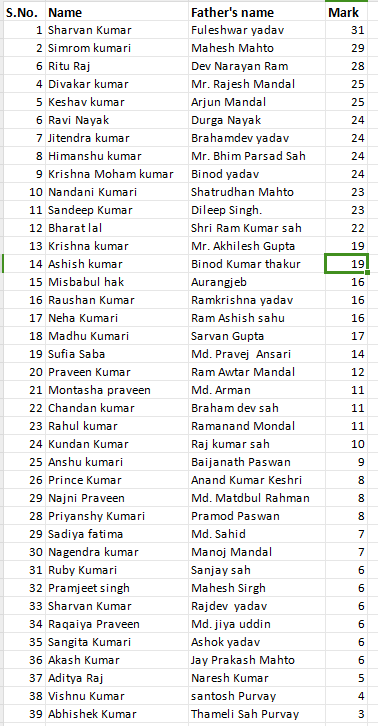 S.No. Name Father's name Mark
1 Sharvan Kumar Fuleshwar yadav 31
2 Simrom kumari Mahesh Mahto 29
6 Ritu Raj Dev Narayan Ram 28
4 Divakar kumar Mr. Rajesh Mandal 25
5 Keshav kumar Arjun Mandal 25
6 Ravi Nayak Durga Nayak 24
7 Jitendra kumar Brahamdev yadav 24
8 Himanshu kumar Mr. Bhim Parsad Sah 24
9 Krishna Moham kumar Binod yadav 24
10 Nandani Kumari Shatrudhan Mahto 23
11 Sandeep Kumar Dileep Singh. 23
12 Bharat lal Shri Ram Kumar sah 22
13 Krishna kumar Mr. Akhilesh Gupta 19
14 Ashish kumar Binod Kumar thakur 19
15 Misbabul hak Aurangjeb 16
16 Raushan Kumar Ramkrishna yadav 16
17 Neha Kumari Ram Ashish sahu 16
18 Madhu Kumari Sarvan Gupta 17
19 Sufia Saba Md. Pravej Ansari 14
20 Praveen Kumar Ram Awtar Mandal 12
21 Montasha praveen Md. Arman 11
22 Chandan kumar Braham dev sah 11
23 Rahul kumar Ramanand Mondal 11
24 Kundan Kumar Raj kumar sah 10
25 Anshu kumari Baijanath Paswan 9
26 Prince Kumar Anand Kumar Keshri 8
29 Najni Praveen Md. Matdbul Rahman 8
28 Priyanshy Kumari Pramod Paswan 8
29 Sadiya fatima Md. Sahid 7
30 Nagendra kumar Manoj Mandal 7
31 Ruby Kumari Sanjay sah 6
32 Pramjeet singh Mahesh Sirgh 6
33 Sharvan Kumar Rajdev yadav 6
34 Raqaiya Praveen Md. jiya uddin 6
35 Sangita Kumari Ashok yadav 6
36 Akash Kumar Jay Prakash Mahto 6
37 Aditya Raj Naresh Kumar 5
38 Vishnu Kumar santosh Purvay 4
39 Abhishek Kumar Thameli Sah Purvay 3